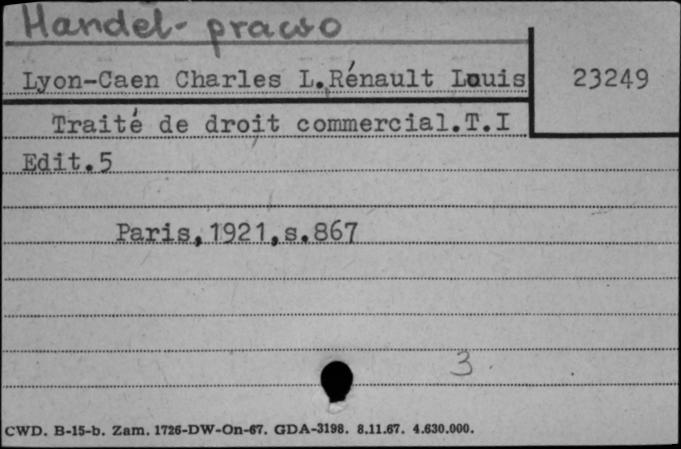 Handel- prawo
Lyon-Caen Charles L.Rénault Louis
23249
Traité de droit commercial.T.I
Edit.5
Paris,1921,s.867
3
CWD. B-15-b. Zam. 1726-DW-On-67. GDA-3198. 8.11.67. 4.630.000.